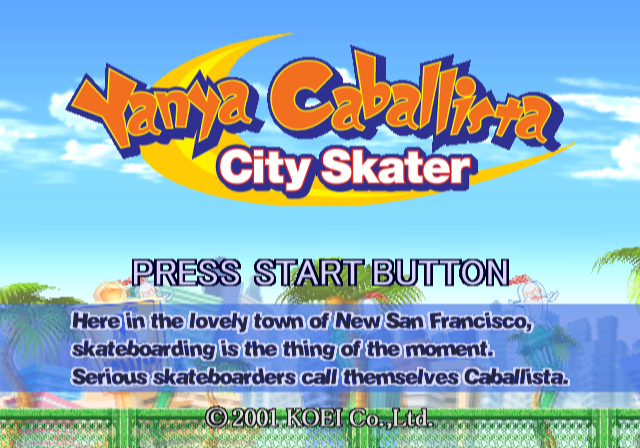 Yanya Caballista
City Skater
PRESS START BUTTON
Here in the lovely town of New San Francisco,
skateboarding is the thing of the moment.
Serious skateboarders call themselves Caballista.
© 2001 KOEI Co.,Ltd.